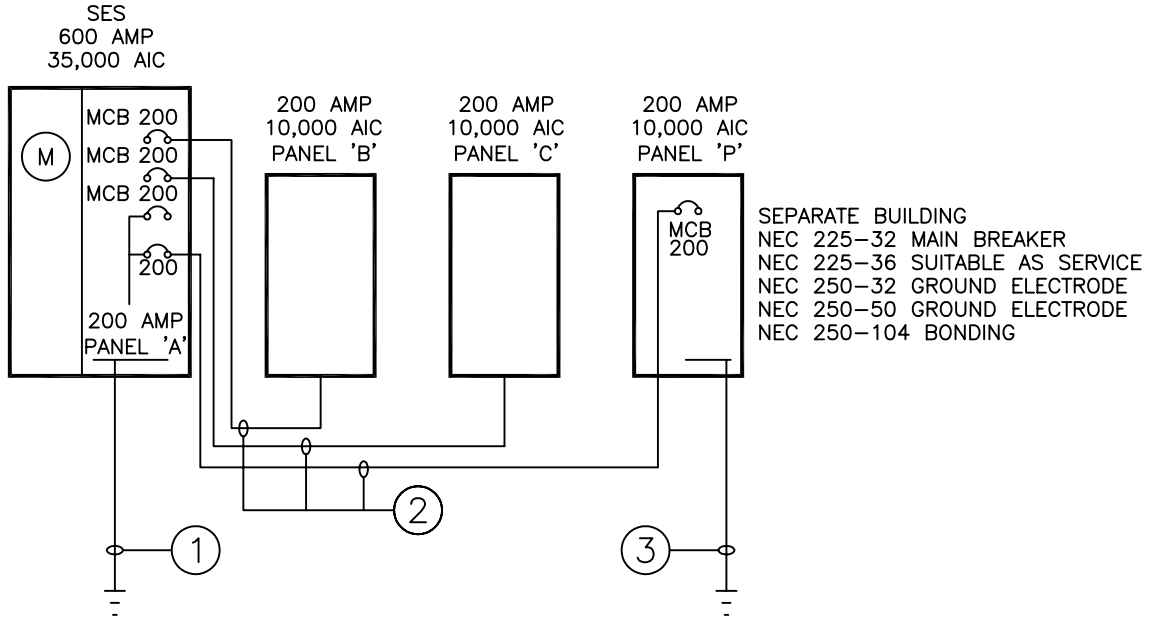 SES
600 AMP
35,000 AIC
MCB 200
MCB 200
MCB 200
200
M
200 AMP
PANEL 'A'
200 AMP
10,000 AIC
PANEL 'B'
200 AMP
10,000 AIC
PANEL 'C'
200 AMP
10,000 AIC
PANEL 'P'
MCB
200
SEPARATE BUILDING
NEC 225-32 MAIN BREAKER
NEC 225-36 SUITABLE AS SERVICE
NEC 250-32 GROUND ELECTRODE
NEC 250-50 GROUND ELECTRODE
NEC 250-104 BONDING
2
1
3